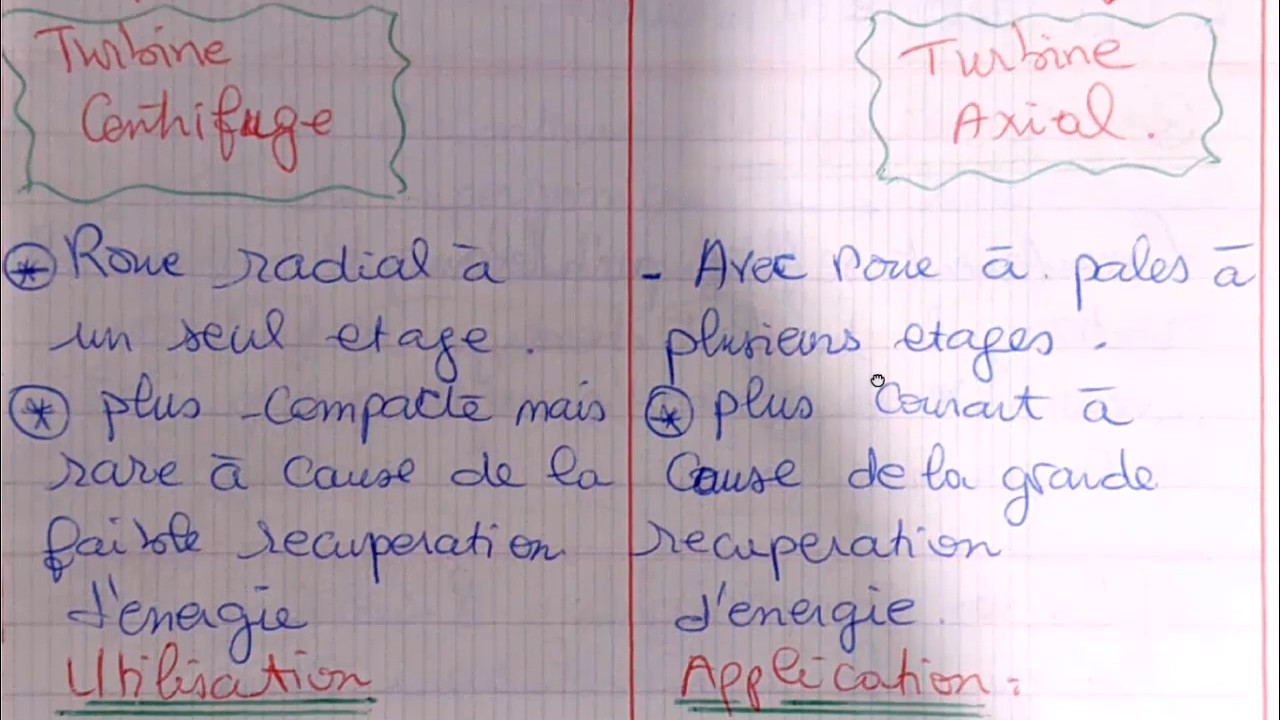 Turbine
Centrifuge
⊛ Roue radial à
un seul etage.
⊛ plus compacte mais
rare à cause de la
faible recuperation
d'energie
Utilisation
Turbine
Axial.
- Avec roue à pales à
plusieurs etages.
⊛ plus Courant à
Cause de la grande
recuperation
d'energie.
Application :